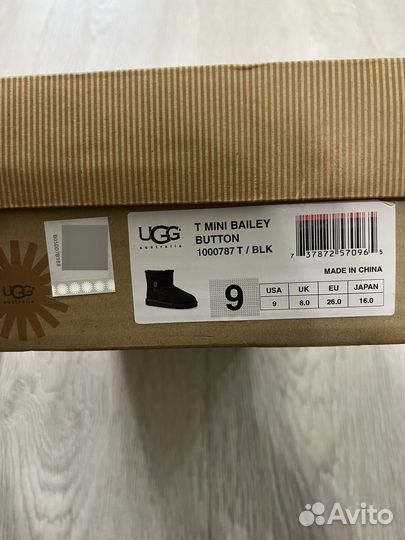 UGG
australia
T MINI BAILEY
BUTTON
1000787 T / BLK
7 37872 57096 5
MADE IN CHINA
9
USA UK EU JAPAN
9 8.0 26.0 16.0
UGG
australia
Avito